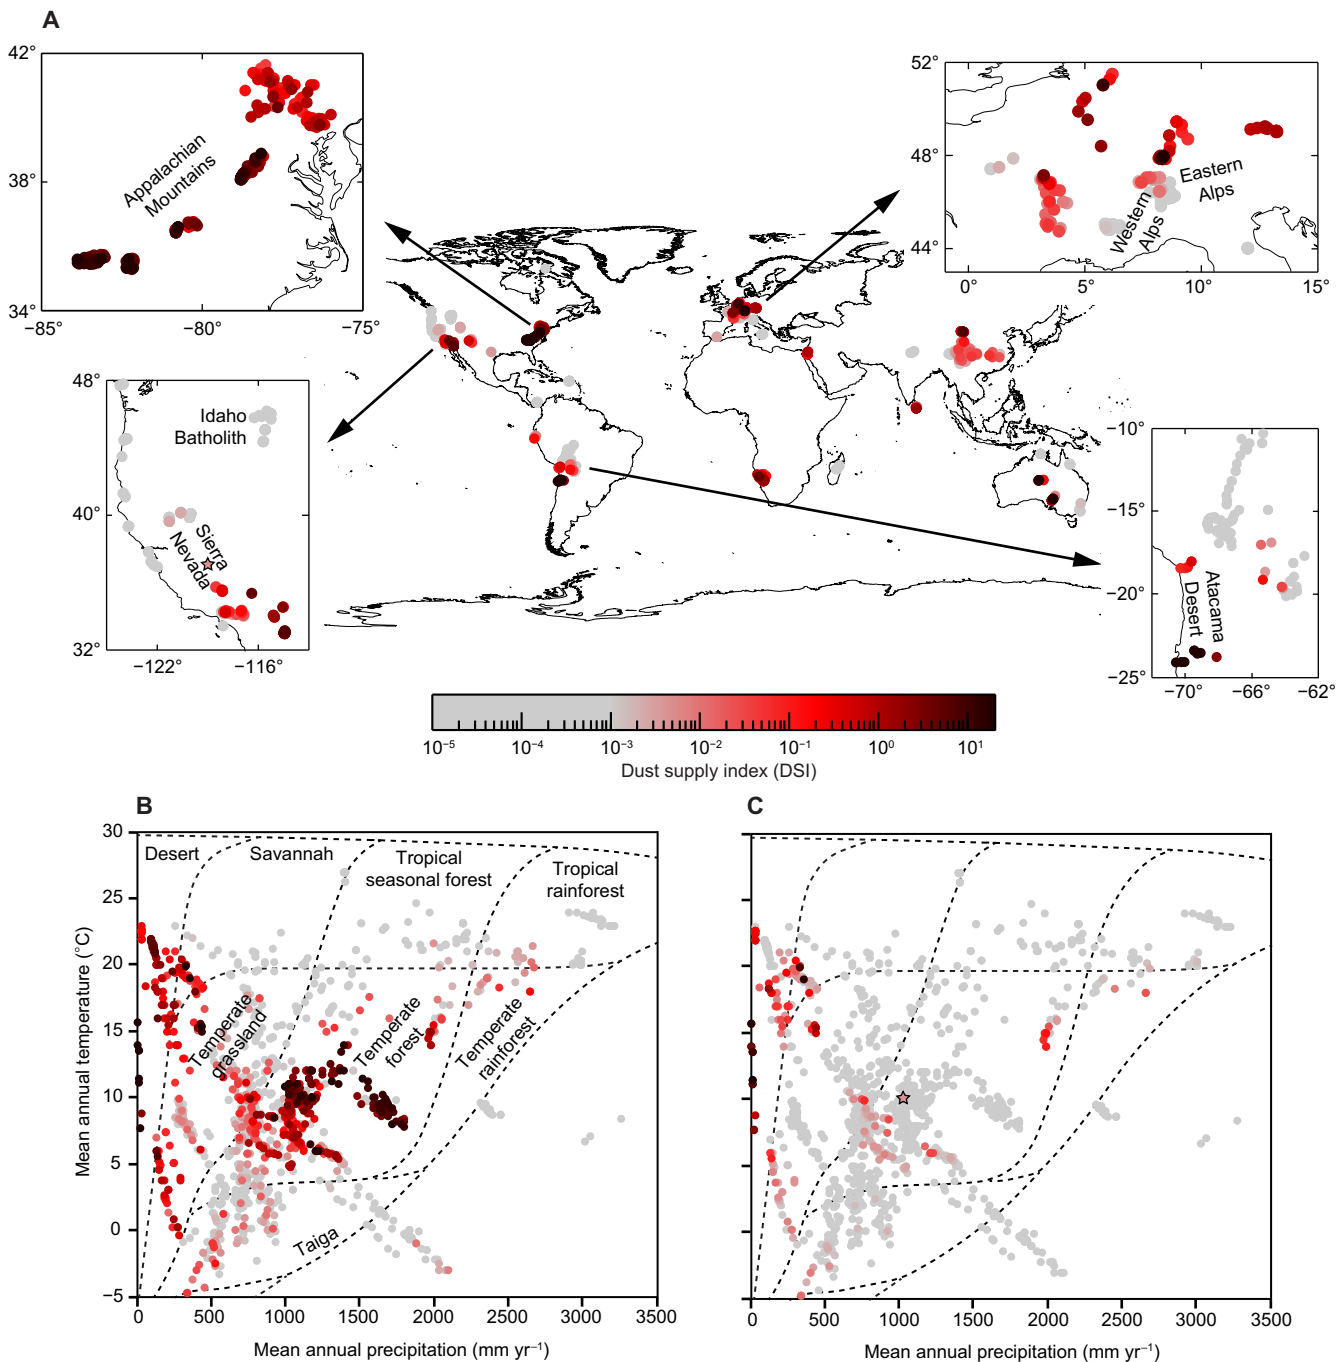 A
42°
38°
34°
−85°
−80°
−75°
Appalachian
Mountains
52°
48°
44°
0°
5°
10°
15°
Eastern
Alps
Western
Alps
48°
40°
32°
−122°
−116°
Idaho
Batholith
Sierra
Nevada
−10°
−15°
−20°
−25°
−70°
−66°
−62°
Atacama
Desert
10⁻⁵
10⁻⁴
10⁻³
10⁻²
10⁻¹
10⁰
10¹
Dust supply index (DSI)
B
30
25
20
15
10
5
0
−5
Mean annual temperature (°C)
Desert
Savannah
Tropical
seasonal forest
Tropical
rainforest
Temperate
grassland
Temperate
forest
Temperate
rainforest
Taiga
0
500
1000
1500
2000
2500
3000
3500
Mean annual precipitation (mm yr⁻¹)
C
0
500
1000
1500
2000
2500
3000
3500
Mean annual precipitation (mm yr⁻¹)